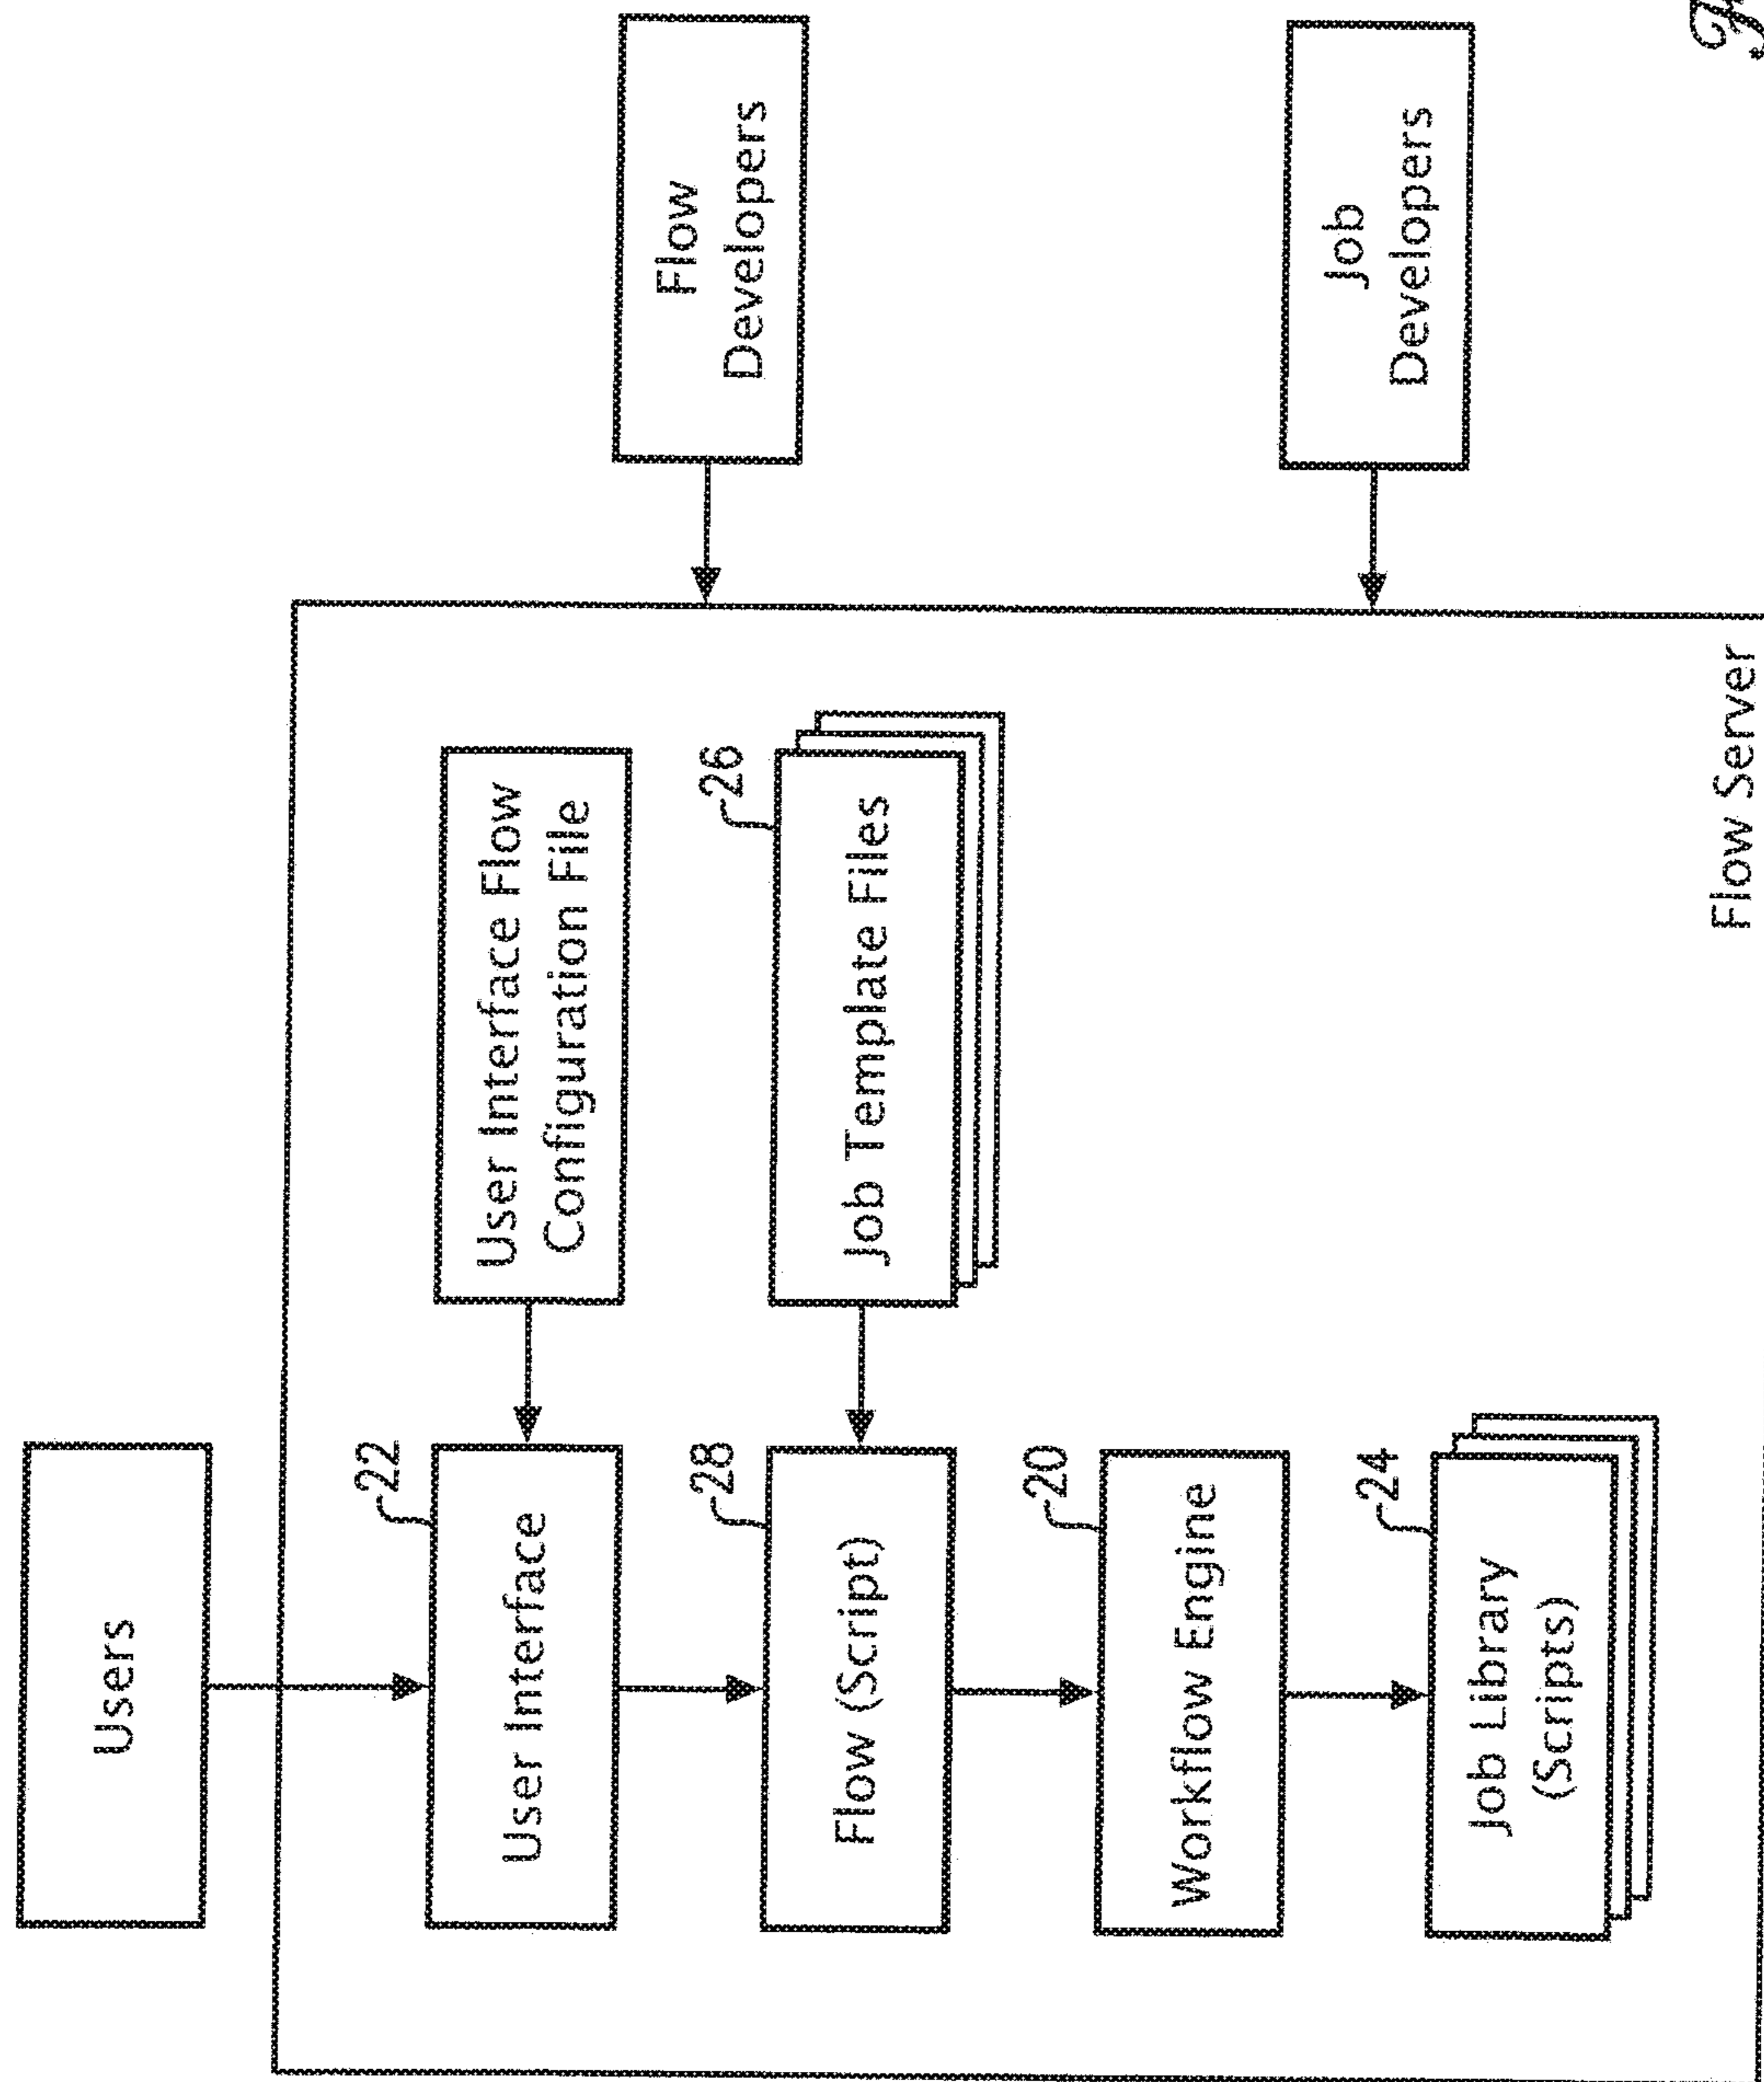 Users
22
User Interface
User Interface Flow
Configuration File
28
Flow (Script)
26
Job Template Files
20
Workflow Engine
24
Job Library
(Scripts)
Flow Server
Flow
Developers
Job
Developers